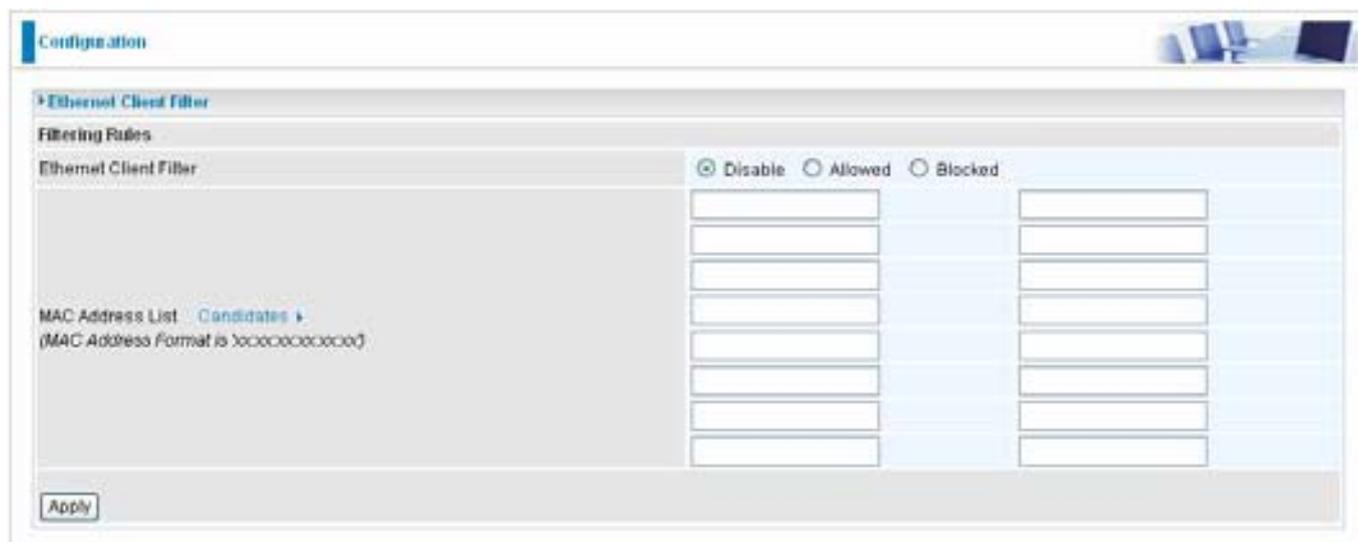 Configuration
Ethernet Client Filter
Filtering Rules
Ethernet Client Filter
Disable Allowed Blocked
MAC Address List Candidates
(MAC Address Format is
Apply